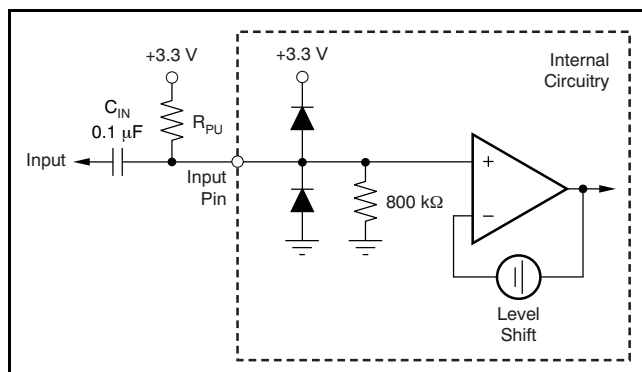 +3.3 V
+3.3 V
Internal
Circuitry
C_IN
0.1 µF
R_PU
Input
Input
Pin
800 kΩ
+
−
Level
Shift